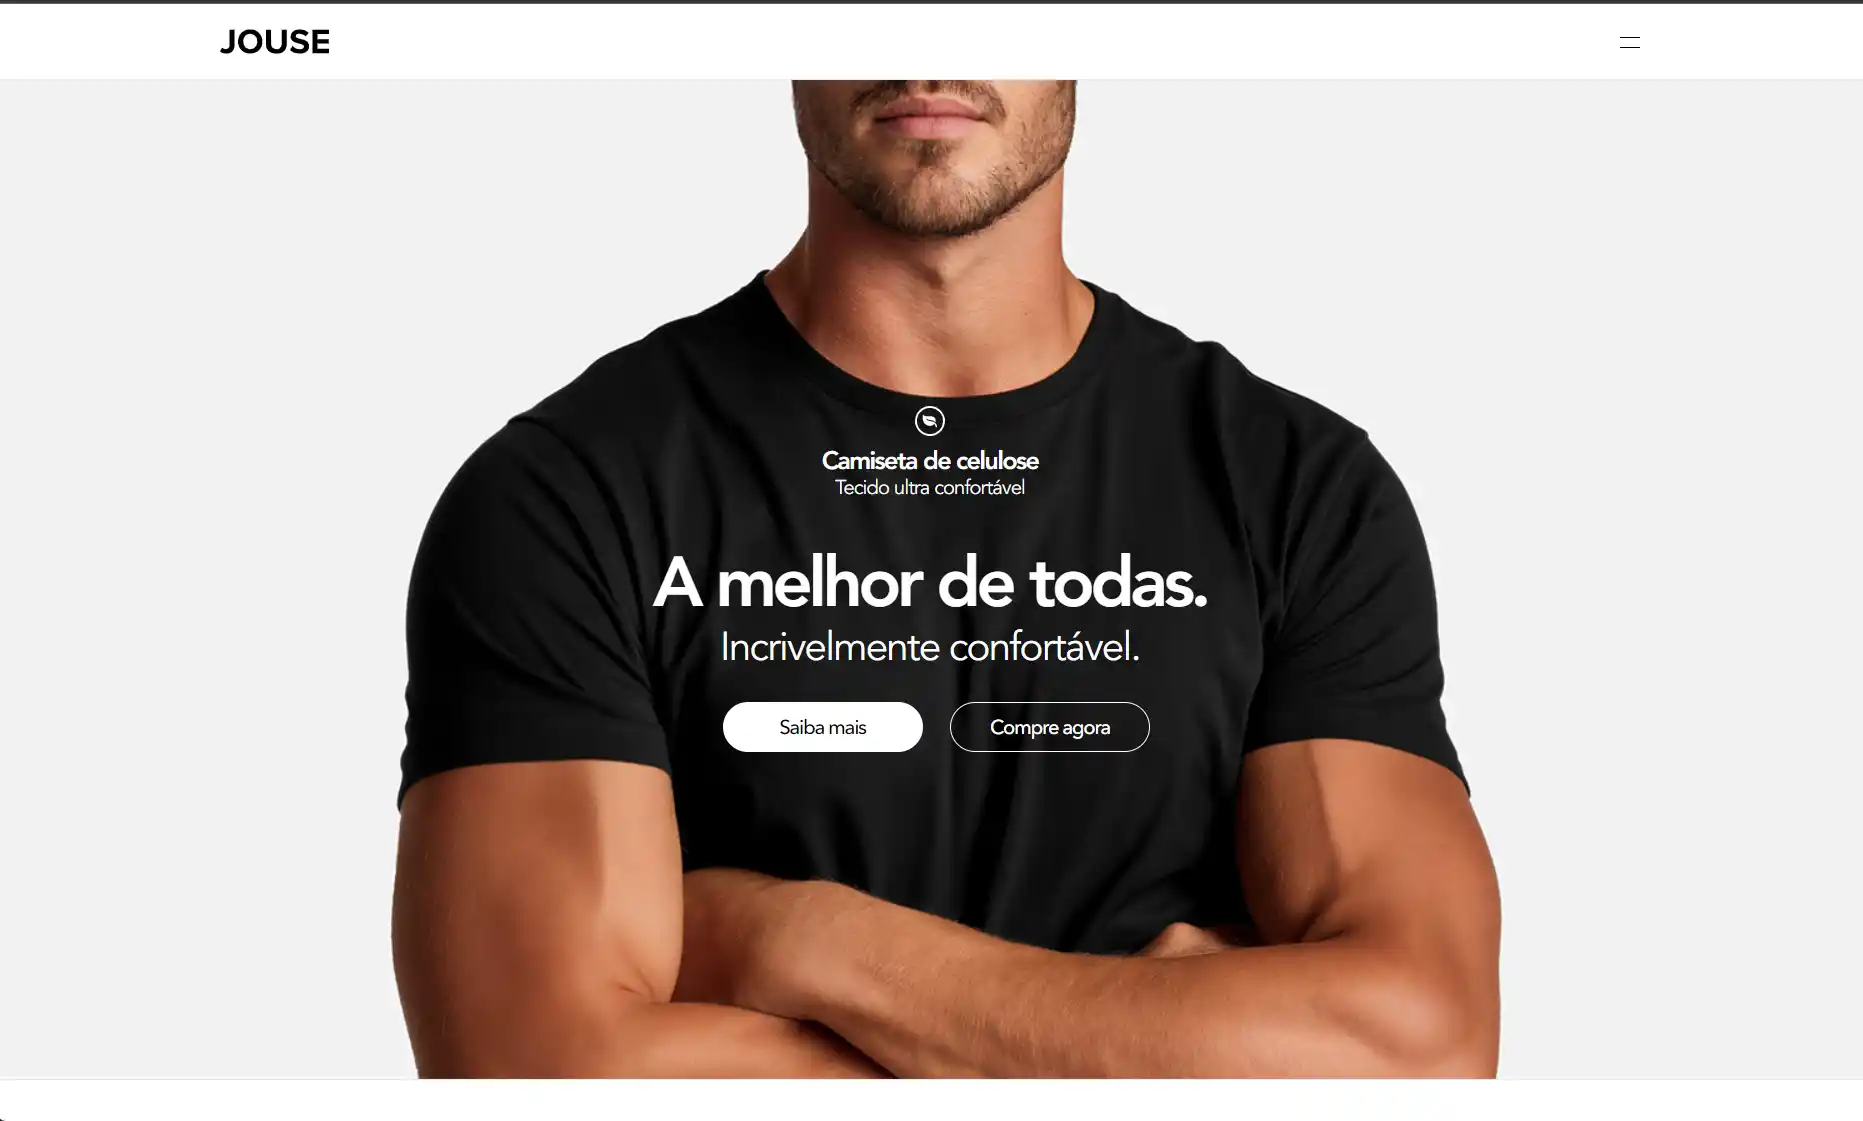 JOUSE
Camiseta de celulose
Tecido ultra confortável
A melhor de todas.
Incrivelmente confortável.
Saiba mais
Compre agora